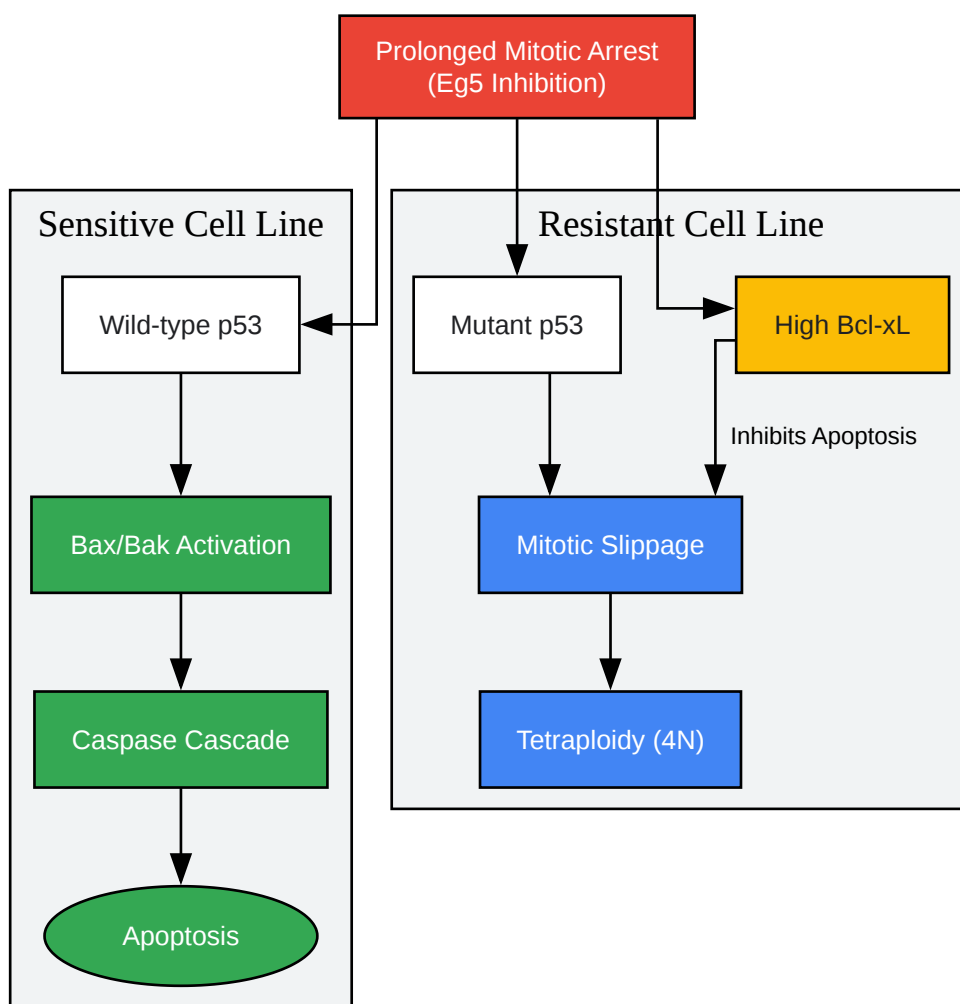 Prolonged Mitotic Arrest
(Eg5 Inhibition)
Sensitive Cell Line
Resistant Cell Line
Wild-type p53
Mutant p53
High Bcl-xL
Inhibits Apoptosis
Bax/Bak Activation
Mitotic Slippage
Caspase Cascade
Tetraploidy (4N)
Apoptosis